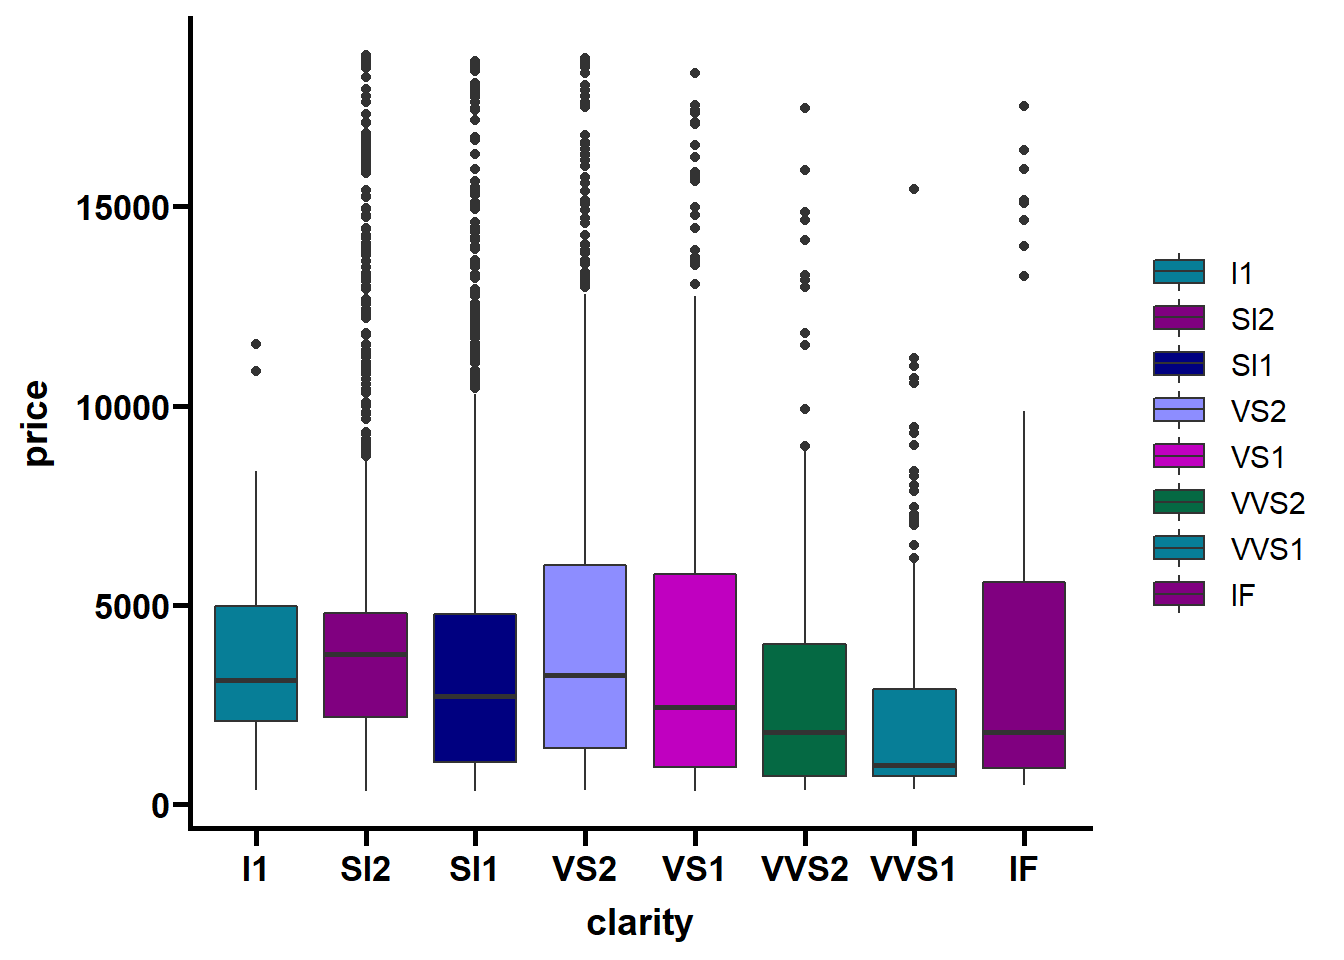 price
15000
10000
5000
0
I1 SI2 SI1 VS2 VS1 VVS2 VVS1 IF
clarity
I1
SI2
SI1
VS2
VS1
VVS2
VVS1
IF